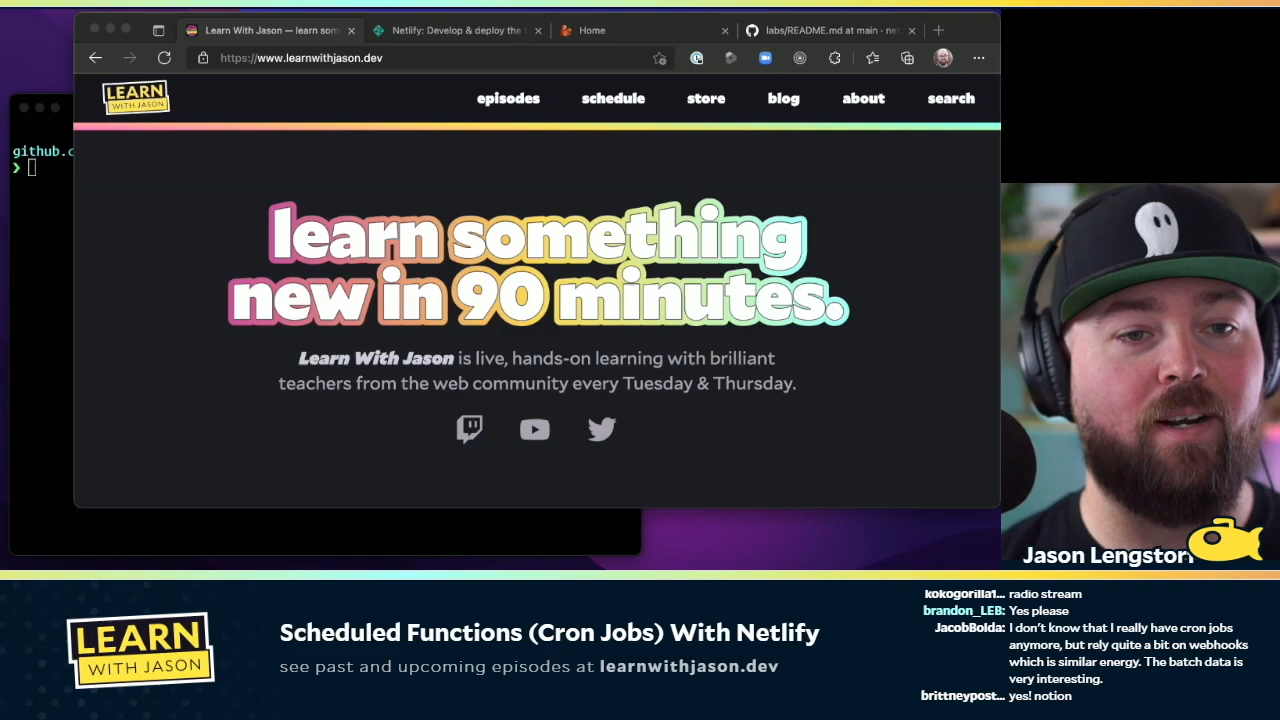 Learn With Jason — learn som
Netlify: Develop & deploy the
Home
labs/README.md at main · net
https://www.learnwithjason.dev
LEARN
WITH JASON
episodes
schedule
store
blog
about
search
github.c
❯
learn something
new in 90 minutes.
Learn With Jason is live, hands-on learning with brilliant
teachers from the web community every Tuesday & Thursday.
Jason Lengstorf
LEARN
WITH JASON
Scheduled Functions (Cron Jobs) With Netlify
see past and upcoming episodes at learnwithjason.dev
kokogorilla1... radio stream
brandon_LEB: Yes please
JacobBolda: I don’t know that I really have cron jobs
anymore, but rely quite a bit on webhooks
which is similar energy. The batch data is
very interesting.
brittneypost... yes! notion